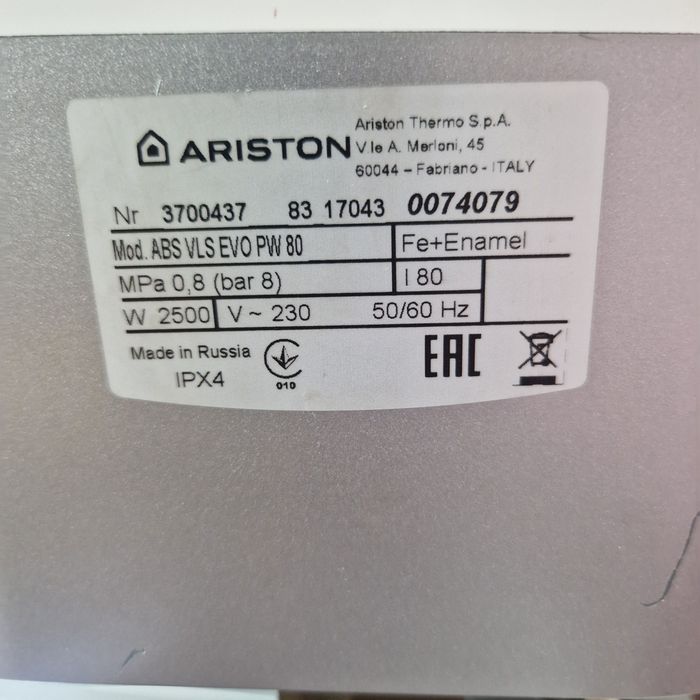 ARISTON
Ariston Thermo S.p.A.
V.le A. Merloni, 45
60044 – Fabriano - ITALY
Nr 3700437 83 17043 0074079
Mod. ABS VLS EVO PW 80 Fe+Enamel
MPa 0,8 (bar 8) l 80
W 2500 V ~ 230 50/60 Hz
Made in Russia
IPX4
010
EAC